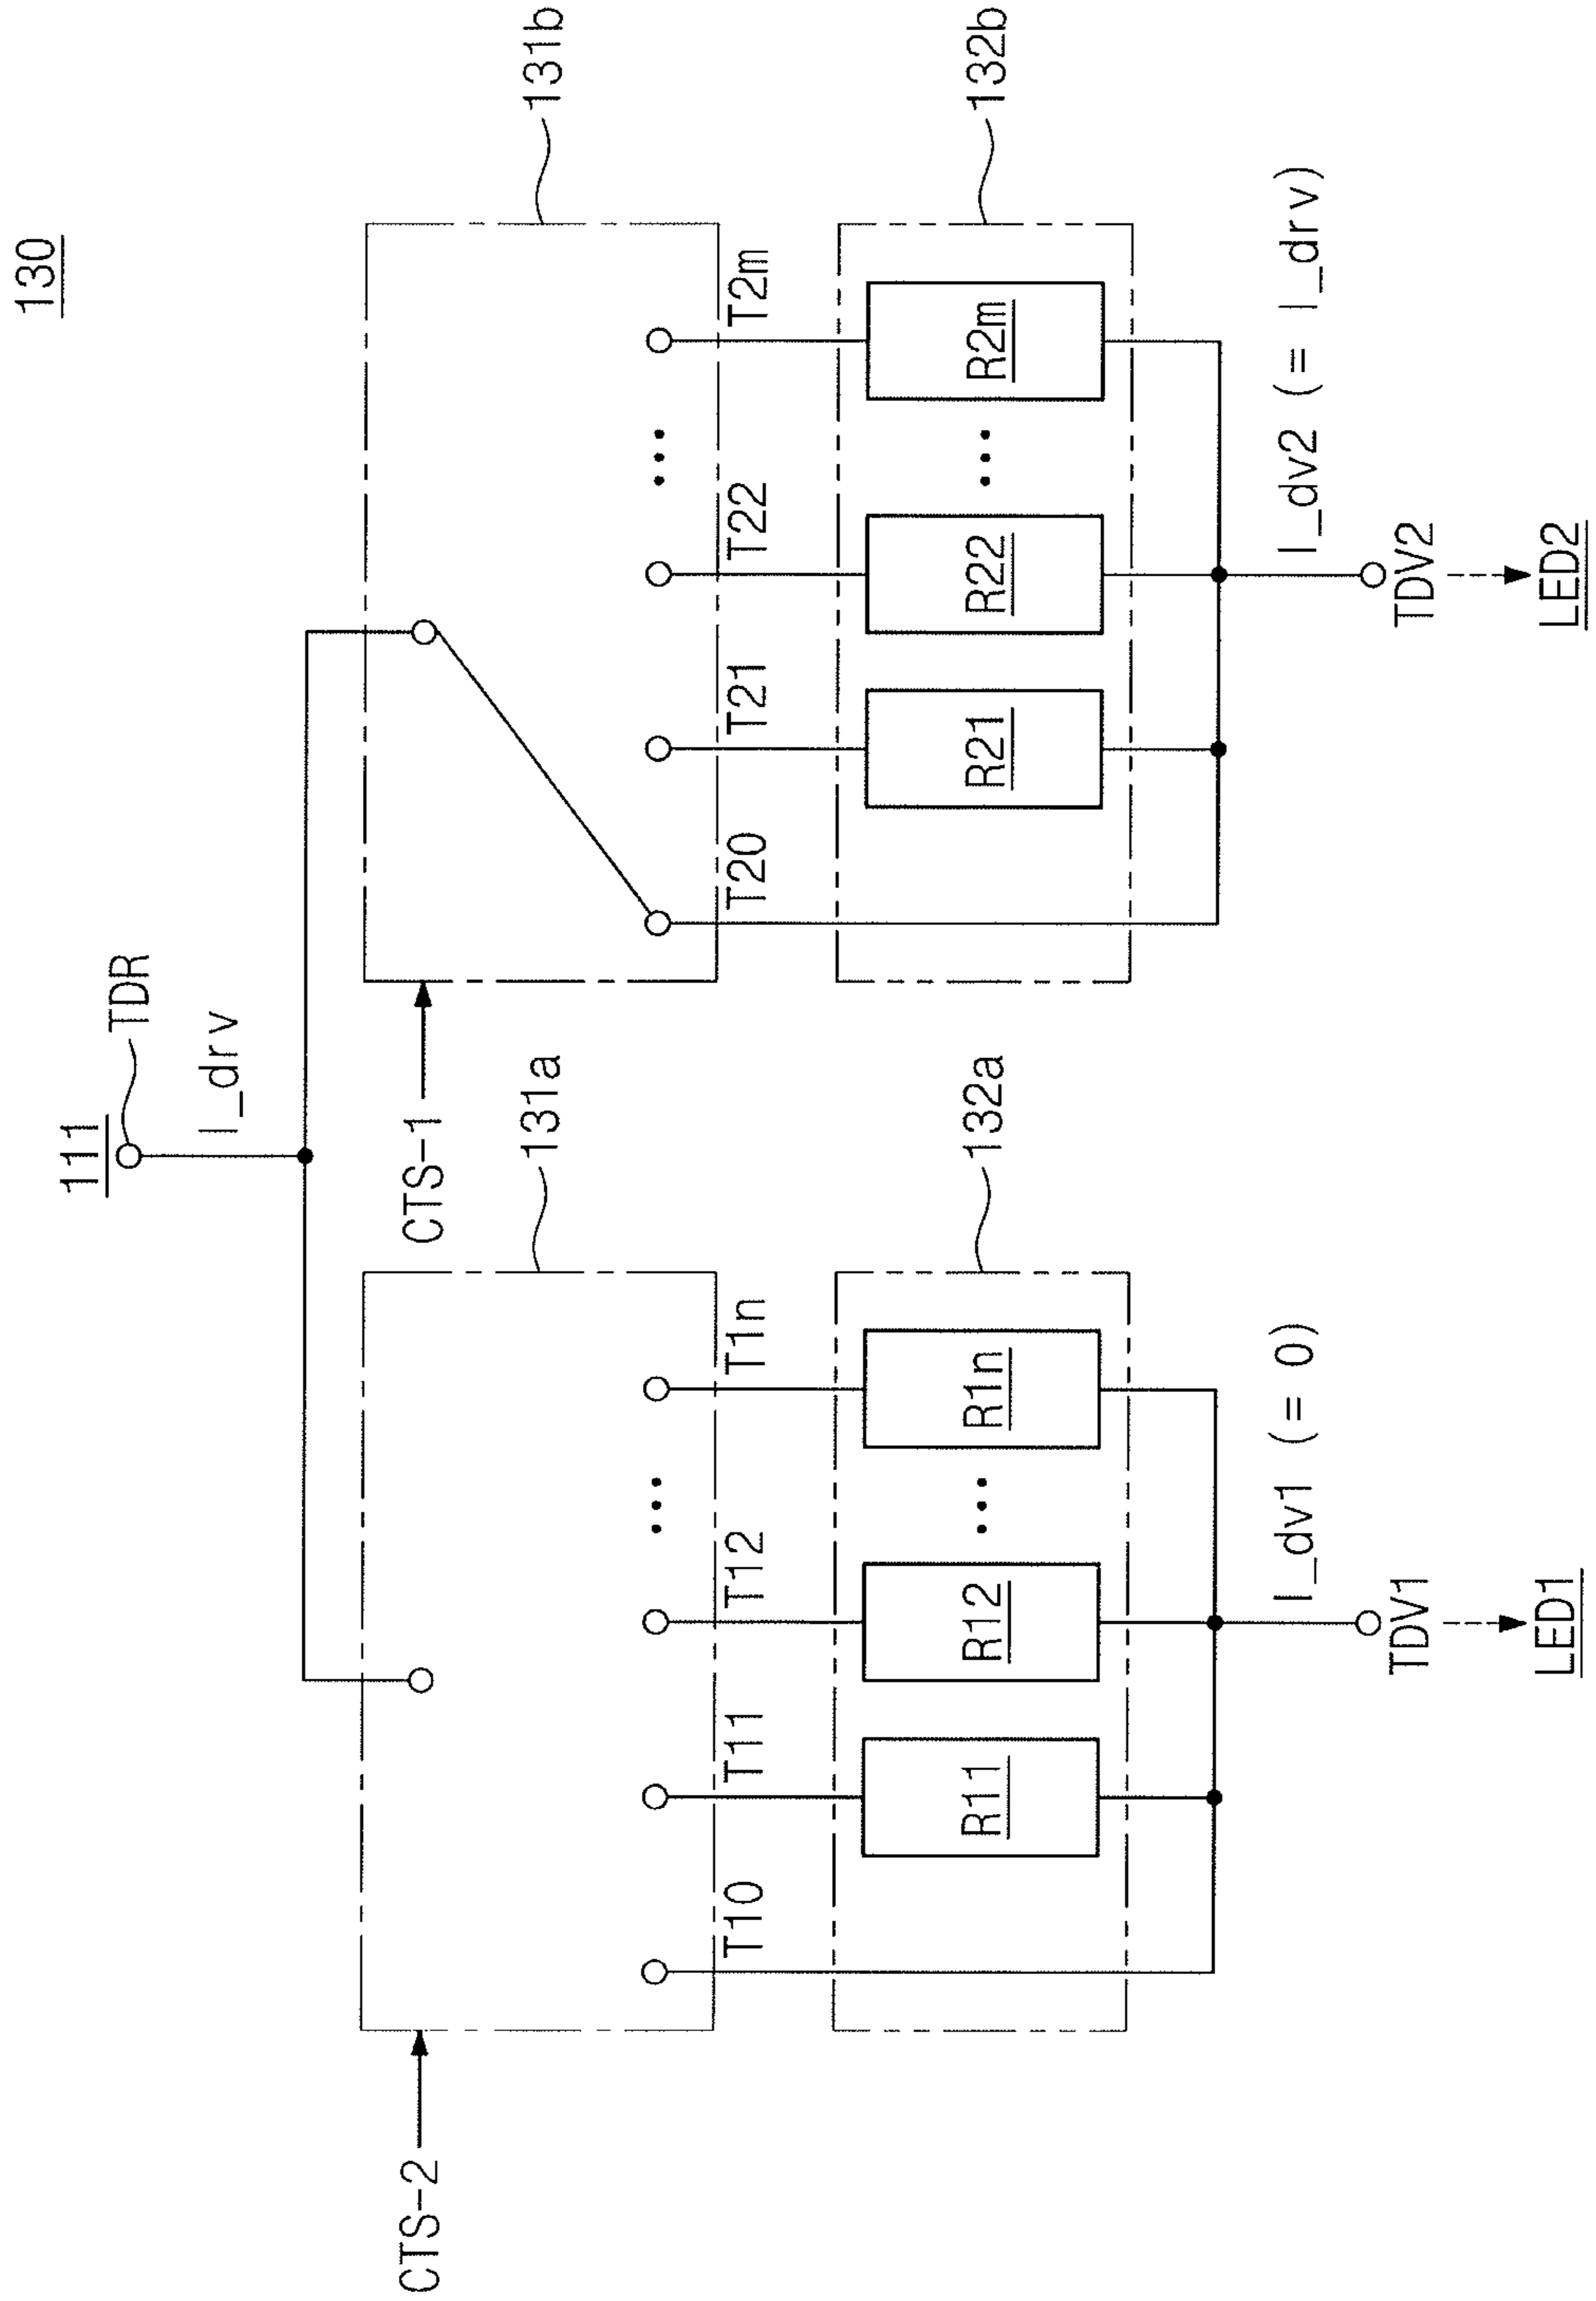 130
111
TDR
I_drv
CTS-2
131a
CTS-1
131b
T10
T11
T12
T1n
T20
T21
T22
T2m
R11
R12
R1n
132a
R21
R22
R2m
132b
I_dv1 (= 0)
I_dv2 (= I_drv)
TDV1
TDV2
LED1
LED2